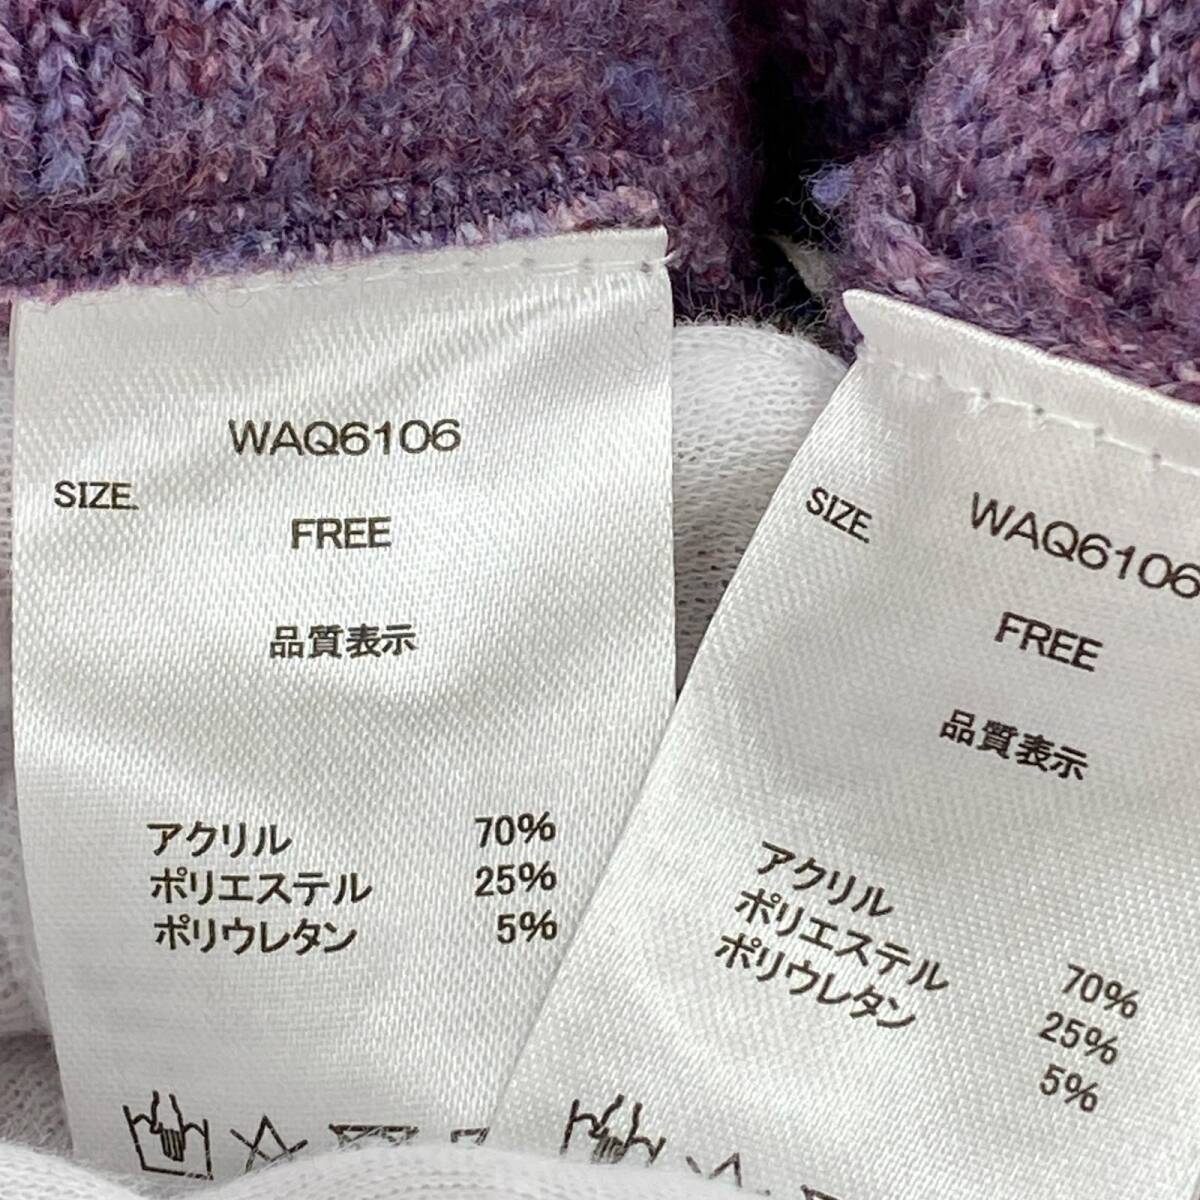 WAQ6106
SIZE.
FREE
品質表示
アクリル 70%
ポリエステル 25%
ポリウレタン 5%
WAQ6106
SIZE.
FREE
品質表示
アクリル 70%
ポリエステル 25%
ポリウレタン 5%